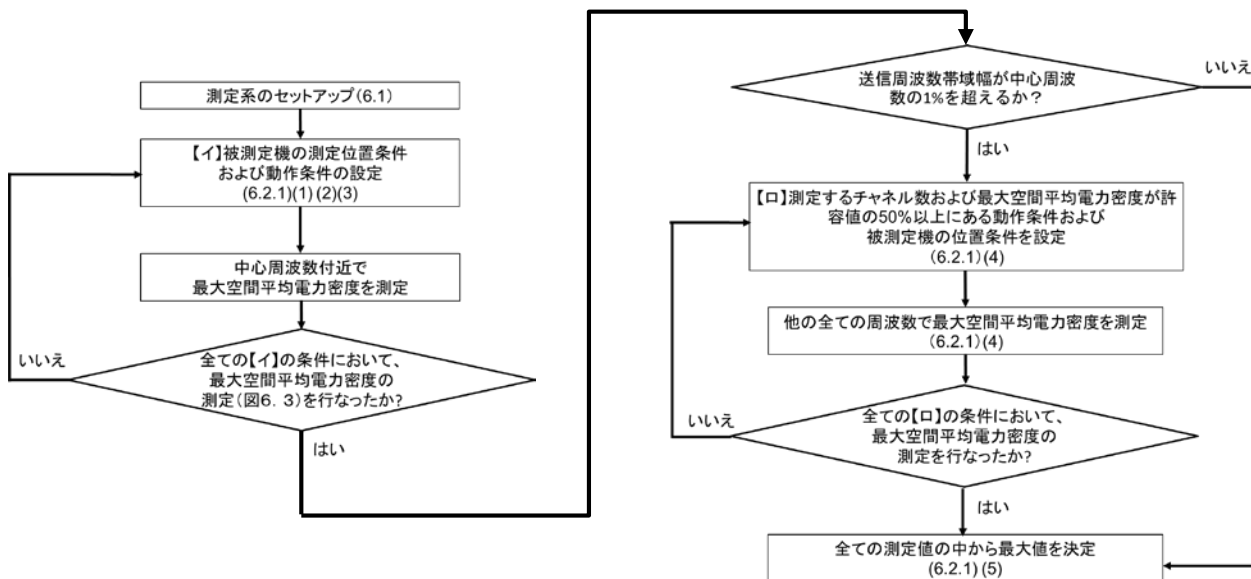 測定系のセットアップ(6.1)
【イ】被測定機の測定位置条件
および動作条件の設定
(6.2.1)(1)(2)(3)
中心周波数付近で
最大空間平均電力密度を測定
いいえ
全ての【イ】の条件において、
最大空間平均電力密度の
測定(図6.3)を行なったか?
はい
送信周波数帯域幅が中心周波
数の1%を超えるか？
いいえ
はい
【ロ】測定するチャネル数および最大空間平均電力密度が許
容値の50%以上にある動作条件および
被測定機の位置条件を設定
(6.2.1)(4)
他の全ての周波数で最大空間平均電力密度を測定
(6.2.1)(4)
いいえ
全ての【ロ】の条件において、
最大空間平均電力密度の
測定を行なったか?
はい
全ての測定値の中から最大値を決定
(6.2.1)(5)